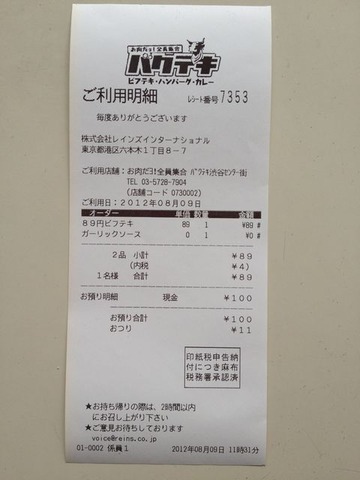 お肉だョ!全員集合
バグテキ
ビフテキ・ハンバーグ・カレー
ご利用明細 レシート番号7353
毎度ありがとうございます
株式会社レインズインターナショナル
東京都港区六本木1丁目8-7
ご利用店舗:お肉だヨ!全員集合 バグテキ渋谷センター街
TEL 03-5728-7904
(店舗コード 0730002)
ご利用日:2012年08月09日
オーダー 単価 数量 金額
89円ビフテキ 89 1 ¥89 #
ガーリックソース 0 1 ¥0 #
2品 小計 ¥89
(内税 ¥4)
1名様 合計 ¥89
お預り明細 現金 ¥100
お預り合計 ¥100
おつり ¥11
印紙税申告納
付につき麻布
税務署承認済
★お持ち帰りの際は、2時間以内
にお召し上がり下さい
★ご意見お待ちしております
voice@reins.co.jp
01-0002 係員1 2012年08月09日 11時31分